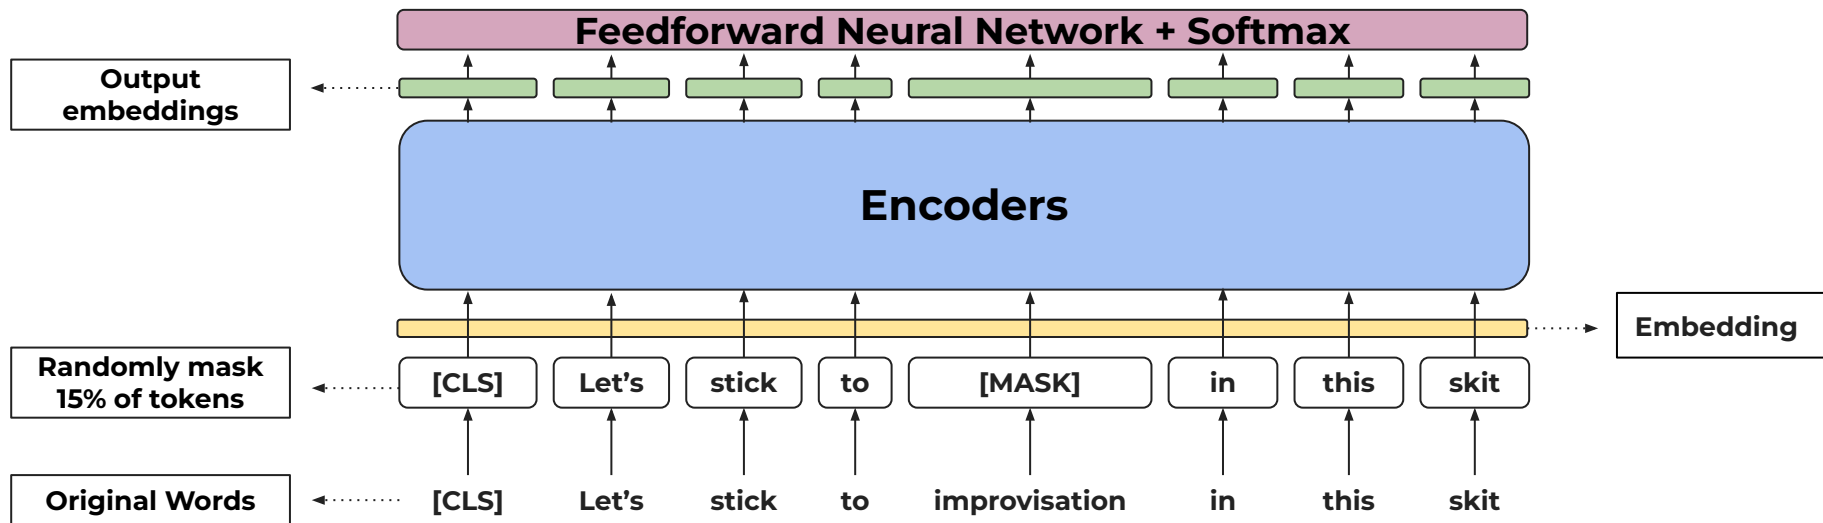 Feedforward Neural Network + Softmax
Output
embeddings
Encoders
Embedding
Randomly mask
15% of tokens
[CLS] Let’s stick to [MASK] in this skit
Original Words
[CLS] Let’s stick to improvisation in this skit